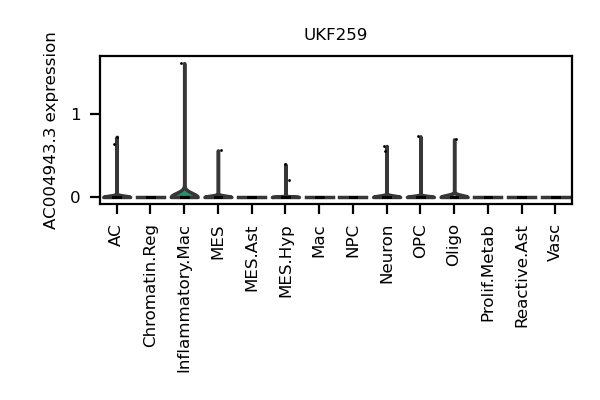 UKF259
AC004943.3 expression
1
0
AC
Chromatin.Reg
Inflammatory.Mac
MES
MES.Ast
MES.Hyp
Mac
NPC
Neuron
OPC
Oligo
Prolif.Metab
Reactive.Ast
Vasc